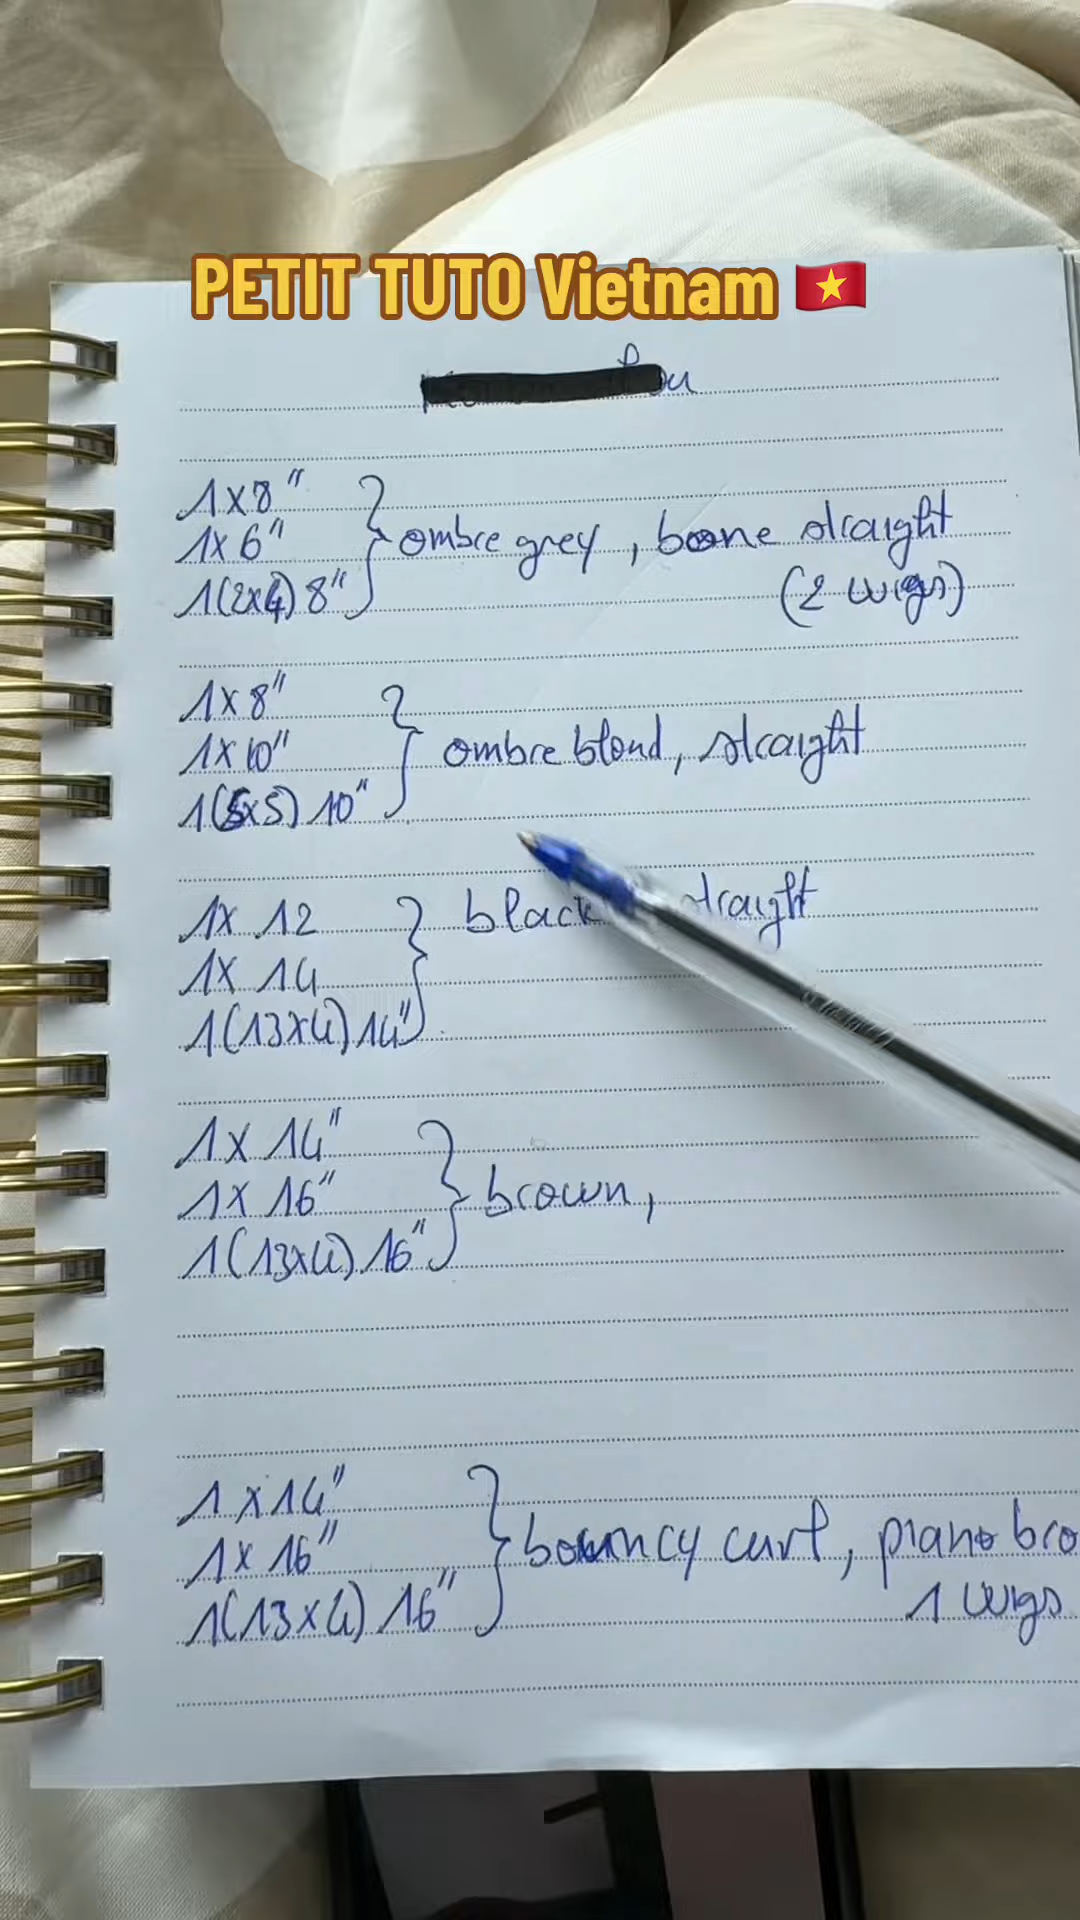 PETIT TUTO Vietnam 🇻🇳
1x8"
1x6"
1(2x4) 8"
ombre grey, bone straight
(2 wigs)
1x8"
1x10"
1(5x5) 10"
ombre blond, straight
1x 12
1x 14
1(13x4) 14"
black straight
1x 14"
1x 16"
1(13x4) 16"
brown,
1x14"
1x 16"
1(13x4) 16"
bouncy curl, piano bro
1 wigs